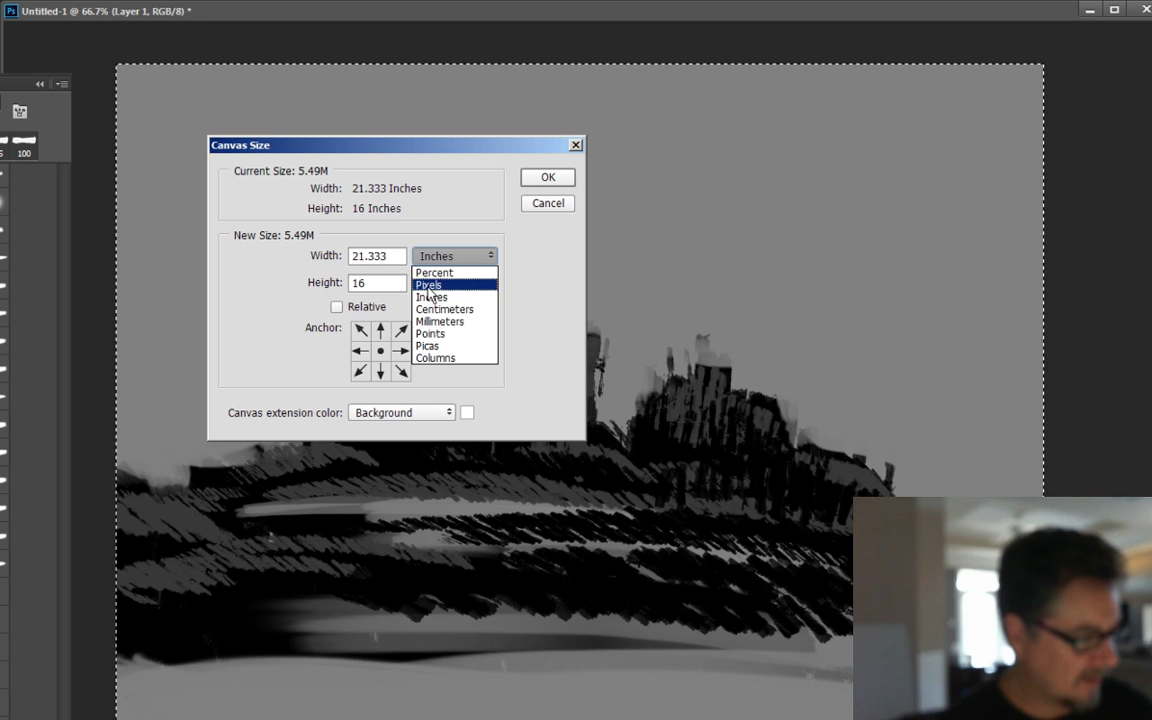 Ps Untitled-1 @ 66.7% (Layer 1, RGB/8) *
100
Canvas Size
Current Size: 5.49M
Width: 21.333 Inches
Height: 16 Inches
OK
Cancel
New Size: 5.49M
Width: 21.333 Inches
Height: 16
Percent
Pixels
Inches
Centimeters
Millimeters
Points
Picas
Columns
Relative
Anchor:
Canvas extension color: Background